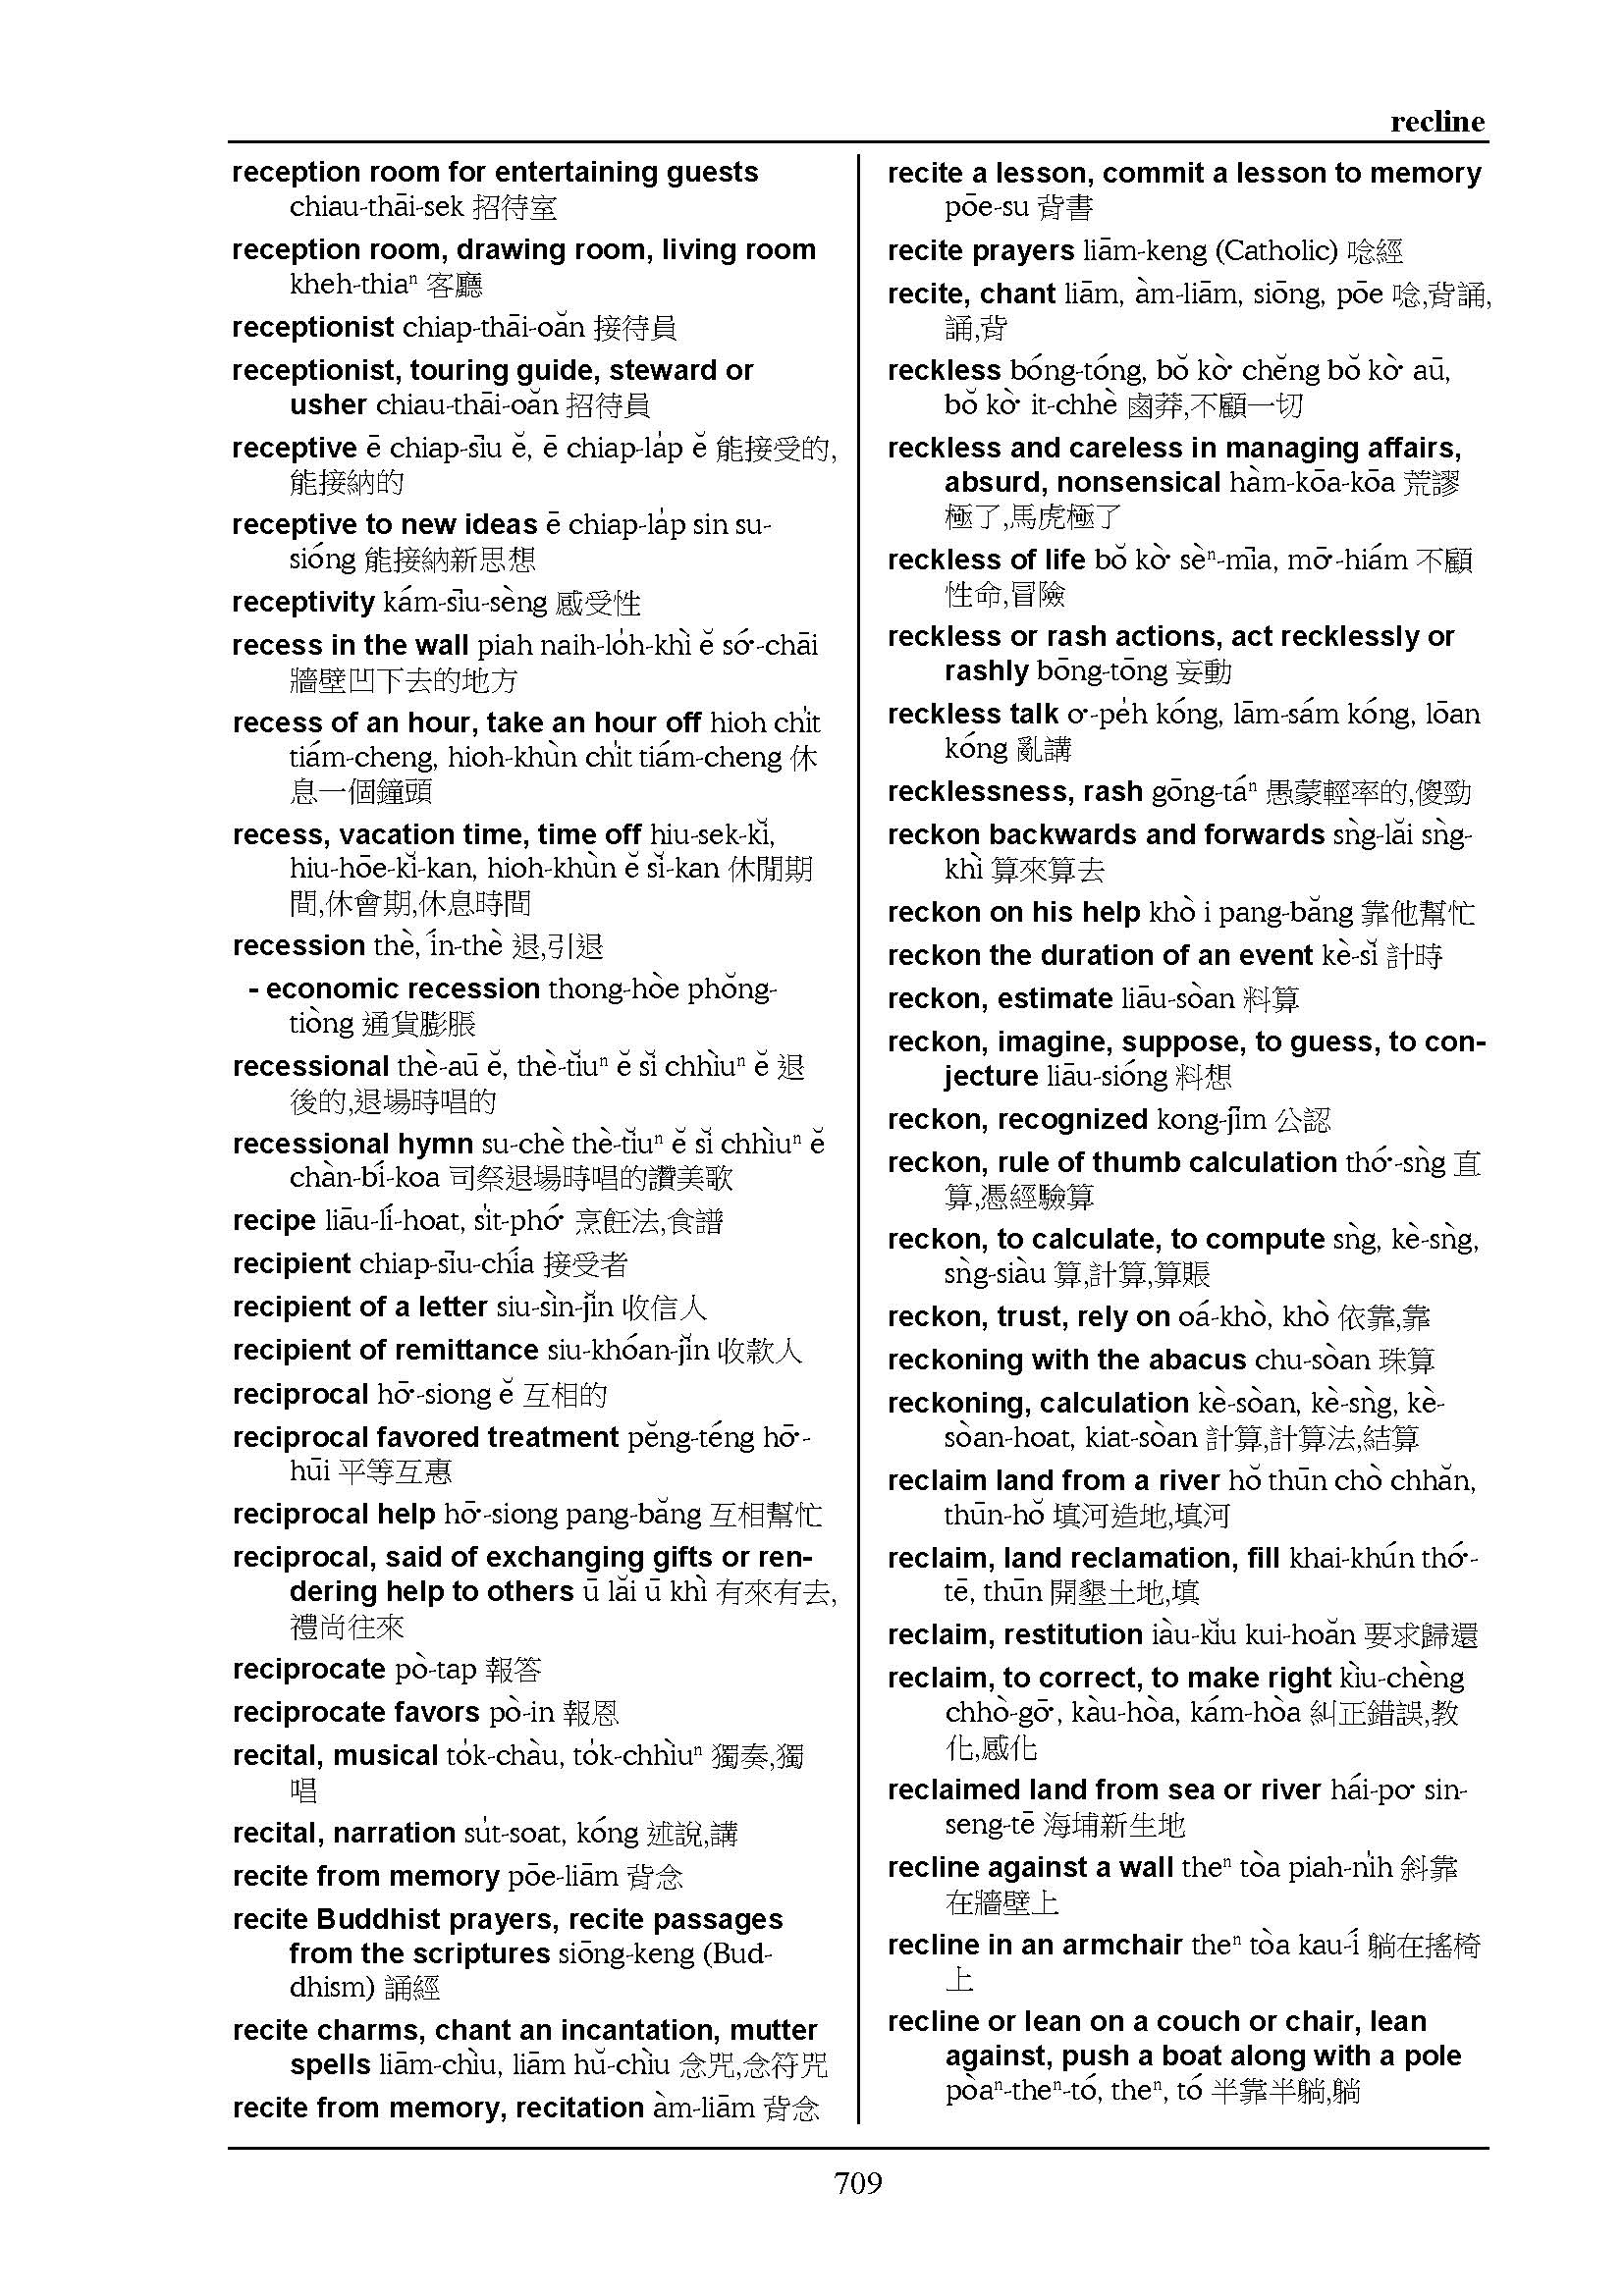 recline
reception room for entertaining guests
chiau-thāi-sek 招待室
reception room, drawing room, living room
kheh-thiaⁿ 客廳
receptionist chiap-thāi-oăn 接待員
receptionist, touring guide, steward or
usher chiau-thāi-oăn 招待員
receptive ē chiap-sīu ĕ, ē chiap-la̍p ĕ 能接受的,
能接納的
receptive to new ideas ē chiap-la̍p sin su-
sióng 能接納新思想
receptivity kám-sīu-sèng 感受性
recess in the wall piah naih-lo̍h-khì ĕ só͘-chāi
牆壁凹下去的地方
recess of an hour, take an hour off hioh chi̍t
tiám-cheng, hioh-khùn chi̍t tiám-cheng 休
息一個鐘頭
recess, vacation time, time off hiu-sek-kĭ,
hiu-hōe-kĭ-kan, hioh-khùn ĕ sĭ-kan 休閒期
間,休會期,休息時間
recession thè, ín-thè 退,引退
- economic recession thong-hòe phŏng-
tiòng 通貨膨脹
recessional thè-aū ĕ, thè-tĭuⁿ ĕ sĭ chhìuⁿ ĕ 退
後的,退場時唱的
recessional hymn su-chè thè-tĭuⁿ ĕ sĭ chhìuⁿ ĕ
chàn-bí-koa 司祭退場時唱的讚美歌
recipe liāu-lí-hoat, si̍t-phó͘ 烹飪法,食譜
recipient chiap-sīu-chía 接受者
recipient of a letter siu-sìn-jĭn 收信人
recipient of remittance siu-khóan-jĭn 收款人
reciprocal hō͘-siong ĕ 互相的
reciprocal favored treatment pĕng-téng hō͘-
hūi 平等互惠
reciprocal help hō͘-siong pang-băng 互相幫忙
reciprocal, said of exchanging gifts or ren-
dering help to others ū lăi ū khì 有來有去,
禮尚往來
reciprocate pò-tap 報答
reciprocate favors pò-in 報恩
recital, musical to̍k-chàu, to̍k-chhìuⁿ 獨奏,獨
唱
recital, narration su̍t-soat, kóng 述說,講
recite from memory pōe-liām 背念
recite Buddhist prayers, recite passages
from the scriptures siōng-keng (Bud-
dhism) 誦經
recite charms, chant an incantation, mutter
spells liām-chìu, liām hŭ-chìu 念咒,念符咒
recite from memory, recitation àm-liām 背念
recite a lesson, commit a lesson to memory
pōe-su 背書
recite prayers liām-keng (Catholic) 唸經
recite, chant liām, àm-liām, siōng, pōe 唸,背誦,
誦,背
reckless bóng-tóng, bŏ kò͘ chĕng bŏ kò͘ aū,
bŏ kò͘ it-chhè 鹵莽,不顧一切
reckless and careless in managing affairs,
absurd, nonsensical hàm-kōa-kōa 荒謬
極了,馬虎極了
reckless of life bŏ kò͘ sèⁿ-mīa, mō͘-hiám 不顧
性命,冒險
reckless or rash actions, act recklessly or
rashly bōng-tōng 妄動
reckless talk o͘-pe̍h kóng, lām-sám kóng, lōan
kóng 亂講
recklessness, rash gōng-táⁿ 愚蒙輕率的,傻勁
reckon backwards and forwards sǹg-lăi sǹg-
khì 算來算去
reckon on his help khò i pang-băng 靠他幫忙
reckon the duration of an event kè-sĭ 計時
reckon, estimate liāu-sòan 料算
reckon, imagine, suppose, to guess, to con-
jecture liāu-sióng 料想
reckon, recognized kong-jīm 公認
reckon, rule of thumb calculation thó͘-sǹg 直
算,憑經驗算
reckon, to calculate, to compute sǹg, kè-sǹg,
sǹg-siàu 算,計算,算賬
reckon, trust, rely on oá-khò, khò 依靠,靠
reckoning with the abacus chu-sòan 珠算
reckoning, calculation kè-sòan, kè-sǹg, kè-
sòan-hoat, kiat-sòan 計算,計算法,結算
reclaim land from a river hŏ thūn chò chhăn,
thūn-hŏ 填河造地,填河
reclaim, land reclamation, fill khai-khún thó͘-
tē, thūn 開墾土地,填
reclaim, restitution iàu-kĭu kui-hoăn 要求歸還
reclaim, to correct, to make right kìu-chèng
chhò-gō͘, kàu-hòa, kám-hòa 糾正錯誤,教
化,感化
reclaimed land from sea or river hái-po͘ sin-
seng-tē 海埔新生地
recline against a wall theⁿ tòa piah-ni̍h 斜靠
在牆壁上
recline in an armchair theⁿ tòa kau-í 躺在搖椅
上
recline or lean on a couch or chair, lean
against, push a boat along with a pole
pòaⁿ-theⁿ-tó, theⁿ, tó 半靠半躺,躺
709